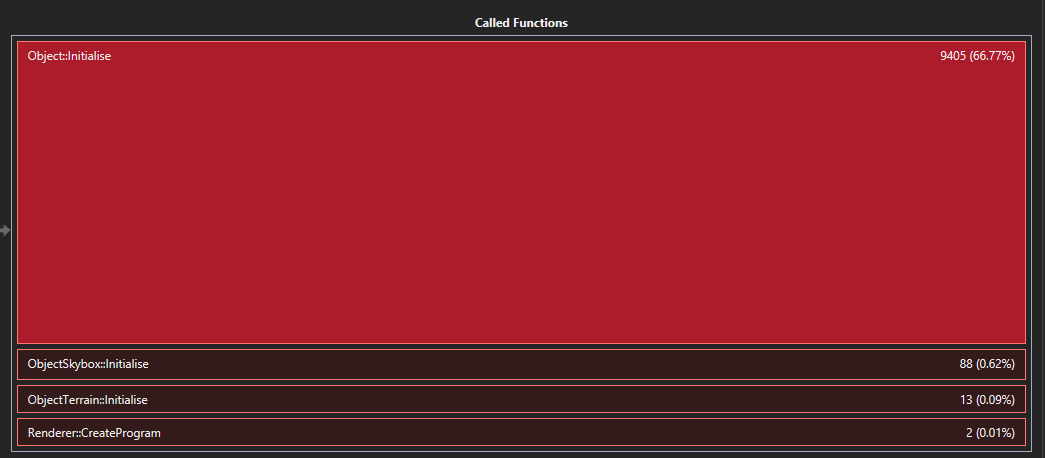 Called Functions
Object::Initialise 9405 (66.77%)
ObjectSkybox::Initialise 88 (0.62%)
ObjectTerrain::Initialise 13 (0.09%)
Renderer::CreateProgram 2 (0.01%)